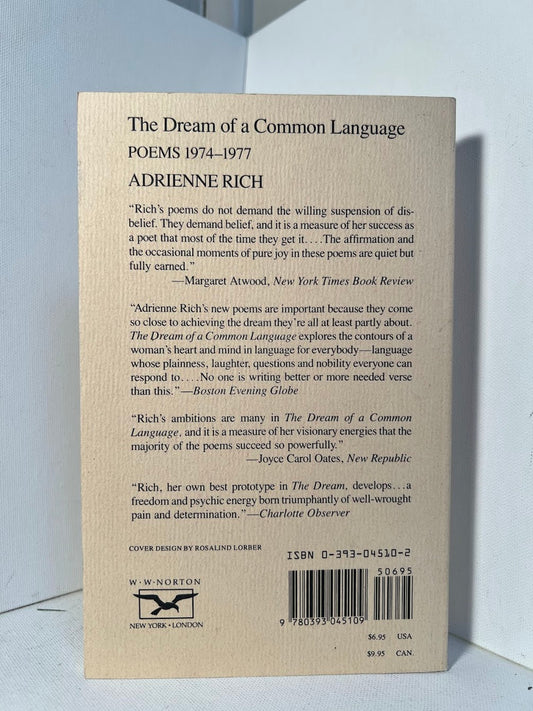 The Dream of a Common Language
POEMS 1974–1977
ADRIENNE RICH
“Rich’s poems do not demand the willing suspension of dis-
belief. They demand belief, and it is a measure of her success as
a poet that most of the time they get it. . . . The affirmation and
the occasional moments of pure joy in these poems are quiet but
fully earned.”
—Margaret Atwood, New York Times Book Review
“Adrienne Rich’s new poems are important because they come
so close to achieving the dream they’re all at least partly about.
The Dream of a Common Language explores the contours of a
woman’s heart and mind in language for everybody—language
whose plainness, laughter, questions and nobility everyone can
respond to. . . . No one is writing better or more needed verse
than this.”—Boston Evening Globe
“Rich’s ambitions are many in The Dream of a Common
Language, and it is a measure of her visionary energies that the
majority of the poems succeed so powerfully.”
—Joyce Carol Oates, New Republic
“Rich, her own best prototype in The Dream, develops. . .a
freedom and psychic energy born triumphantly of well-wrought
pain and determination.”—Charlotte Observer
COVER DESIGN BY ROSALIND LORBER
ISBN 0-393-04510-2
50695
W·W·NORTON
NEW YORK · LONDON
9 780393 045109
$6.95 USA
$9.95 CAN.